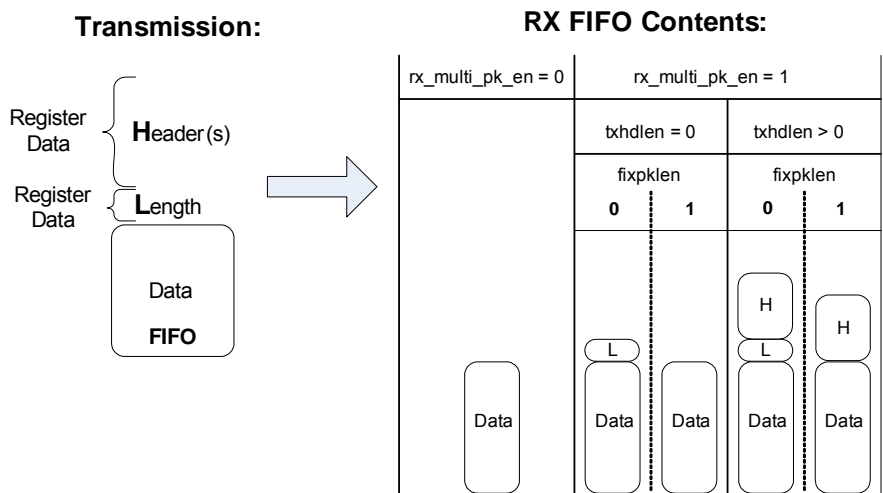 Transmission:
RX FIFO Contents:
Register
Data
Header(s)
Register
Data
Length
Data
FIFO
rx_multi_pk_en = 0
rx_multi_pk_en = 1
txhdlen = 0
txhdlen > 0
fixpklen
fixpklen
0
1
0
1
H
H
L
L
Data
Data
Data
Data
Data